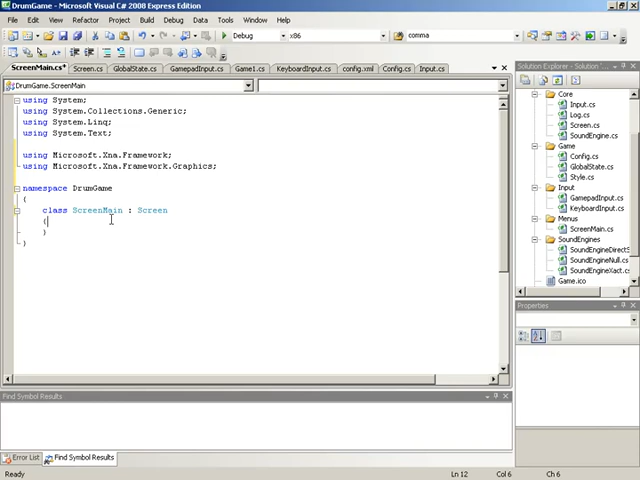 DrumGame - Microsoft Visual C# 2008 Express Edition
File Edit View Refactor Project Build Debug Data Tools Window Help
Debug x86 comma
ScreenMain.cs* Screen.cs GlobalState.cs GamepadInput.cs Game1.cs KeyboardInput.cs config.xml Config.cs Input.cs
DrumGame.ScreenMain
using System;
using System.Collections.Generic;
using System.Linq;
using System.Text;
using Microsoft.Xna.Framework;
using Microsoft.Xna.Framework.Graphics;
namespace DrumGame
{
class ScreenMain : Screen
{
}
}
Solution Explorer - Solution '...
Core
Input.cs
Log.cs
Screen.cs
SoundEngine.cs
Game
Config.cs
GlobalState.cs
Style.cs
Input
GamepadInput.cs
KeyboardInput.cs
Menus
ScreenMain.cs
SoundEngines
SoundEngineDirectS
SoundEngineNull.cs
SoundEngineXact.cs
Game.ico
Properties
Find Symbol Results
Error List Find Symbol Results
Ready Ln 12 Col 6 Ch 6